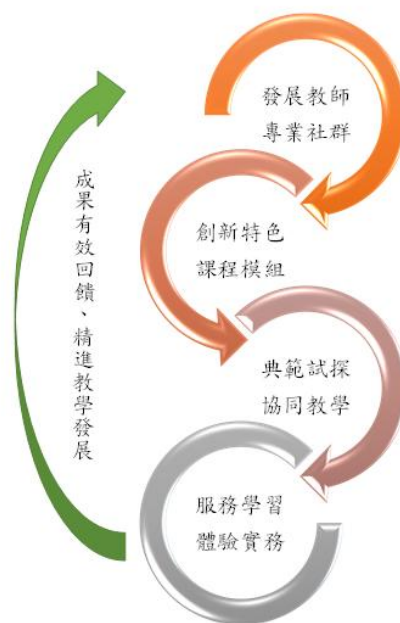 發展教師
專業社群
創新特色
課程模組
典範試探
協同教學
服務學習
體驗實務
成果有效回饋、精進教學發展